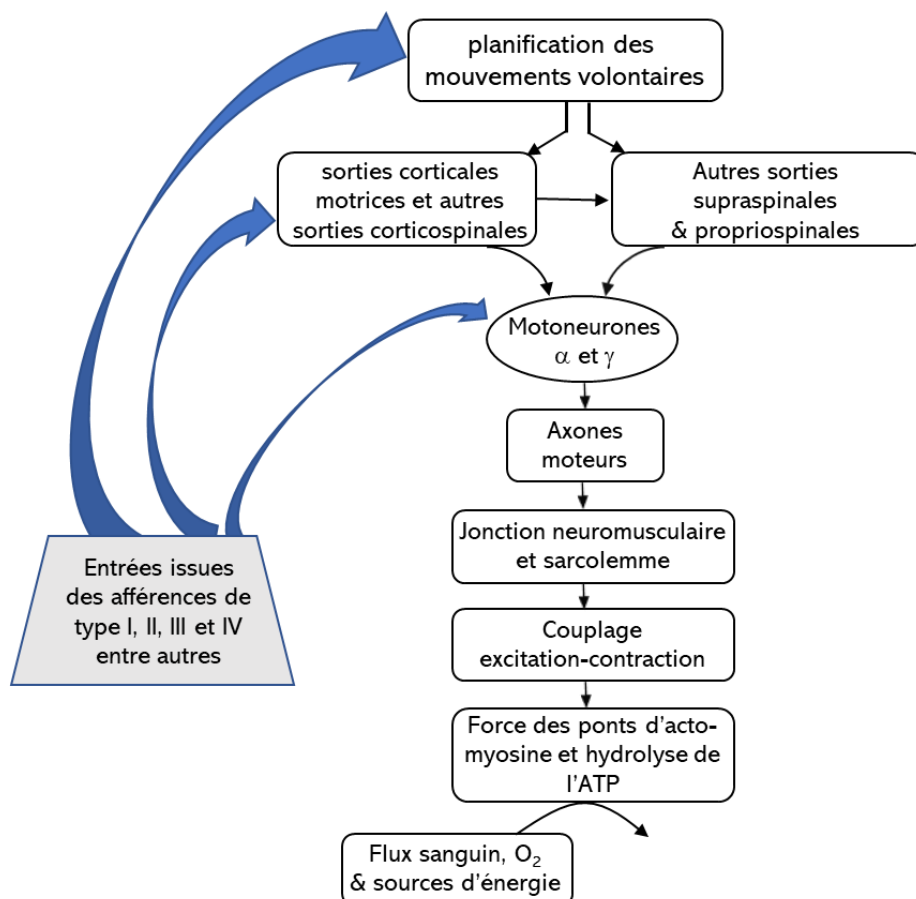 planification des
mouvements volontaires
sorties corticales
motrices et autres
sorties corticospinales
Autres sorties
supraspinales
& propriospinales
Motoneurones
α et γ
Axones
moteurs
Jonction neuromusculaire
et sarcolemme
Entrées issues
des afférences de
type I, II, III et IV
entre autres
Couplage
excitation-contraction
Force des ponts d'acto-
myosine et hydrolyse de
l'ATP
Flux sanguin, O₂
& sources d'énergie